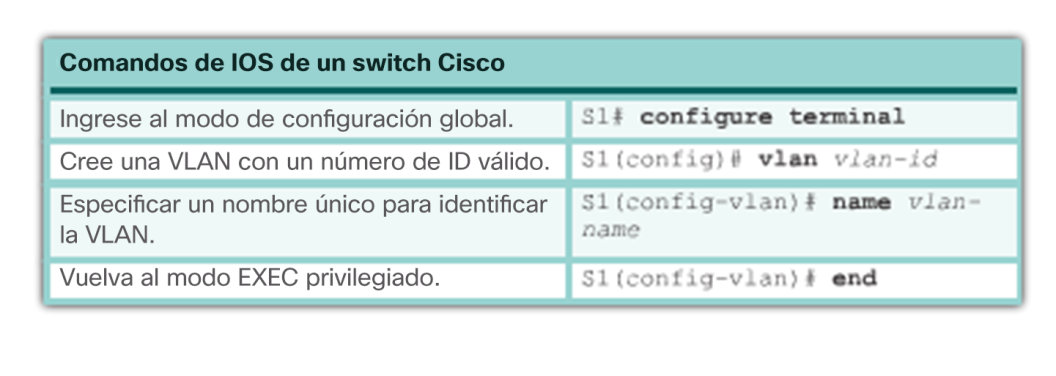 Comandos de IOS de un switch Cisco
Ingrese al modo de configuración global.
S1# configure terminal
Cree una VLAN con un número de ID válido.
S1(config)# vlan vlan-id
Especificar un nombre único para identificar
la VLAN.
S1(config-vlan)# name vlan-
name
Vuelva al modo EXEC privilegiado.
S1(config-vlan)# end